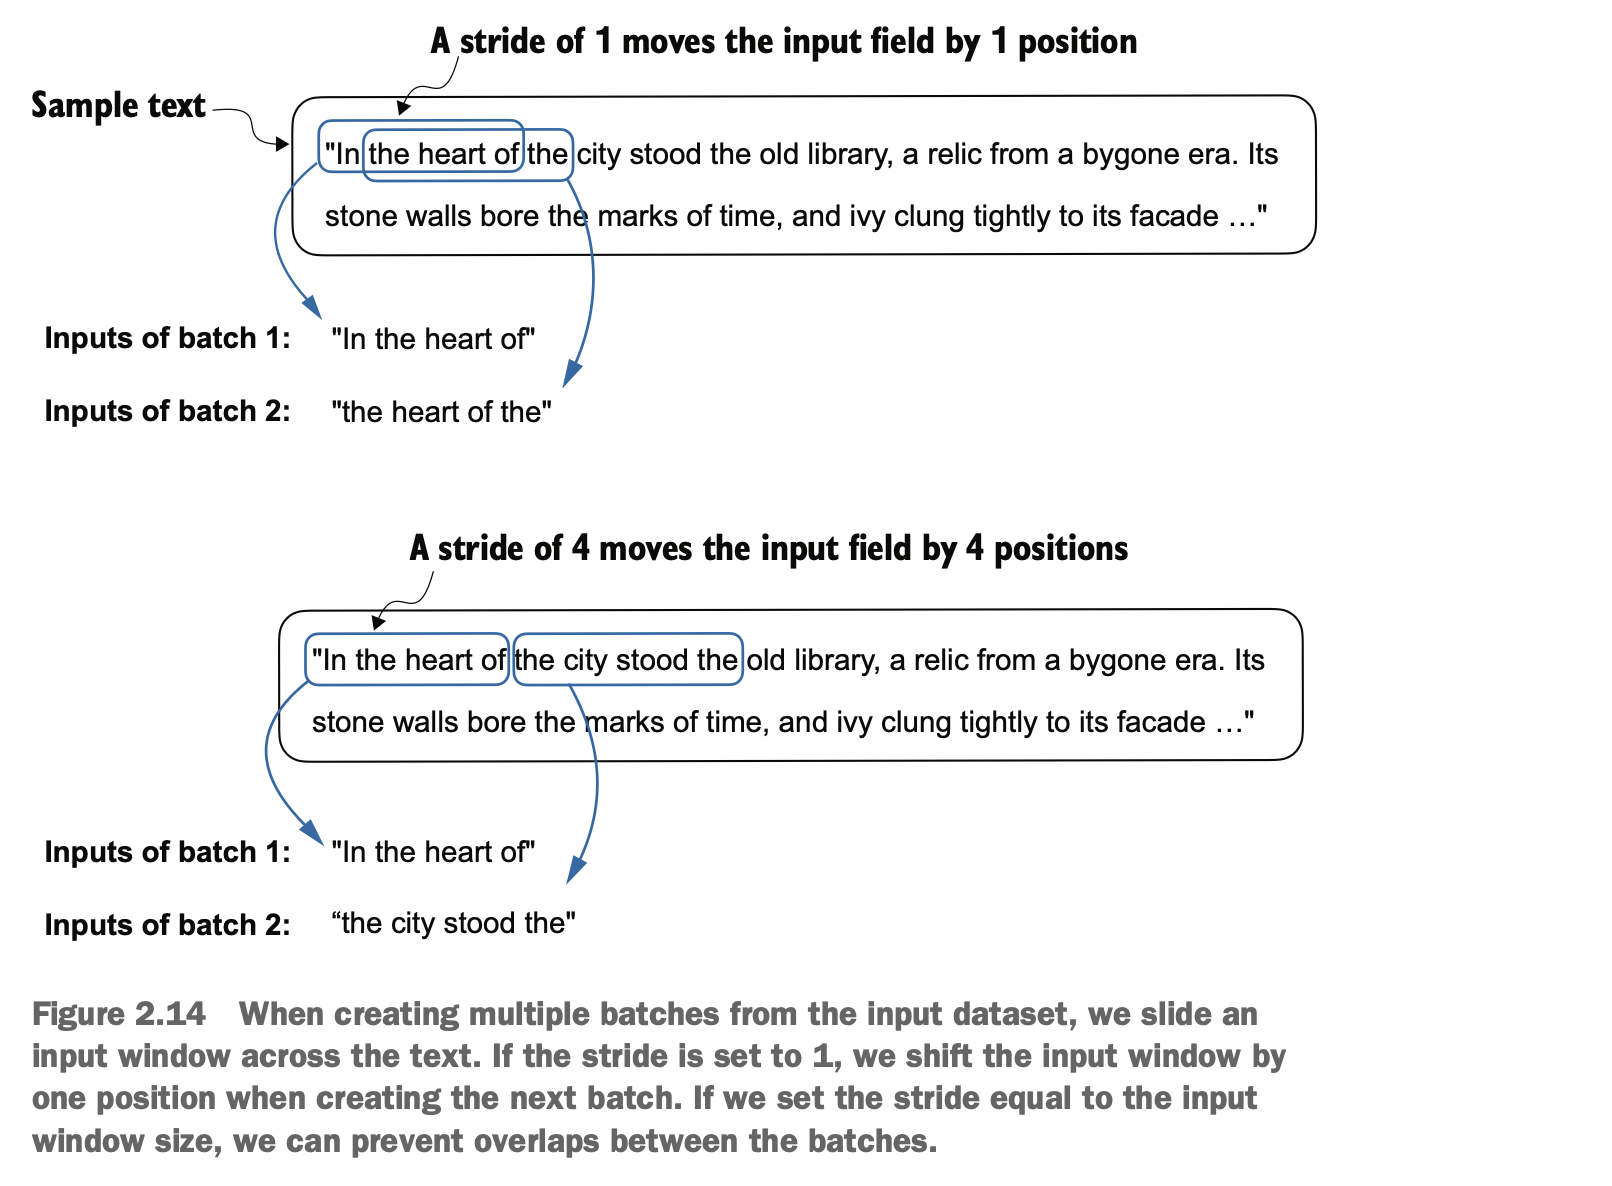 A stride of 1 moves the input field by 1 position
Sample text
"In the heart of the city stood the old library, a relic from a bygone era. Its
stone walls bore the marks of time, and ivy clung tightly to its facade …"
Inputs of batch 1: "In the heart of"
Inputs of batch 2: "the heart of the"
A stride of 4 moves the input field by 4 positions
"In the heart of the city stood the old library, a relic from a bygone era. Its
stone walls bore the marks of time, and ivy clung tightly to its facade …"
Inputs of batch 1: "In the heart of"
Inputs of batch 2: “the city stood the"
Figure 2.14 When creating multiple batches from the input dataset, we slide an
input window across the text. If the stride is set to 1, we shift the input window by
one position when creating the next batch. If we set the stride equal to the input
window size, we can prevent overlaps between the batches.